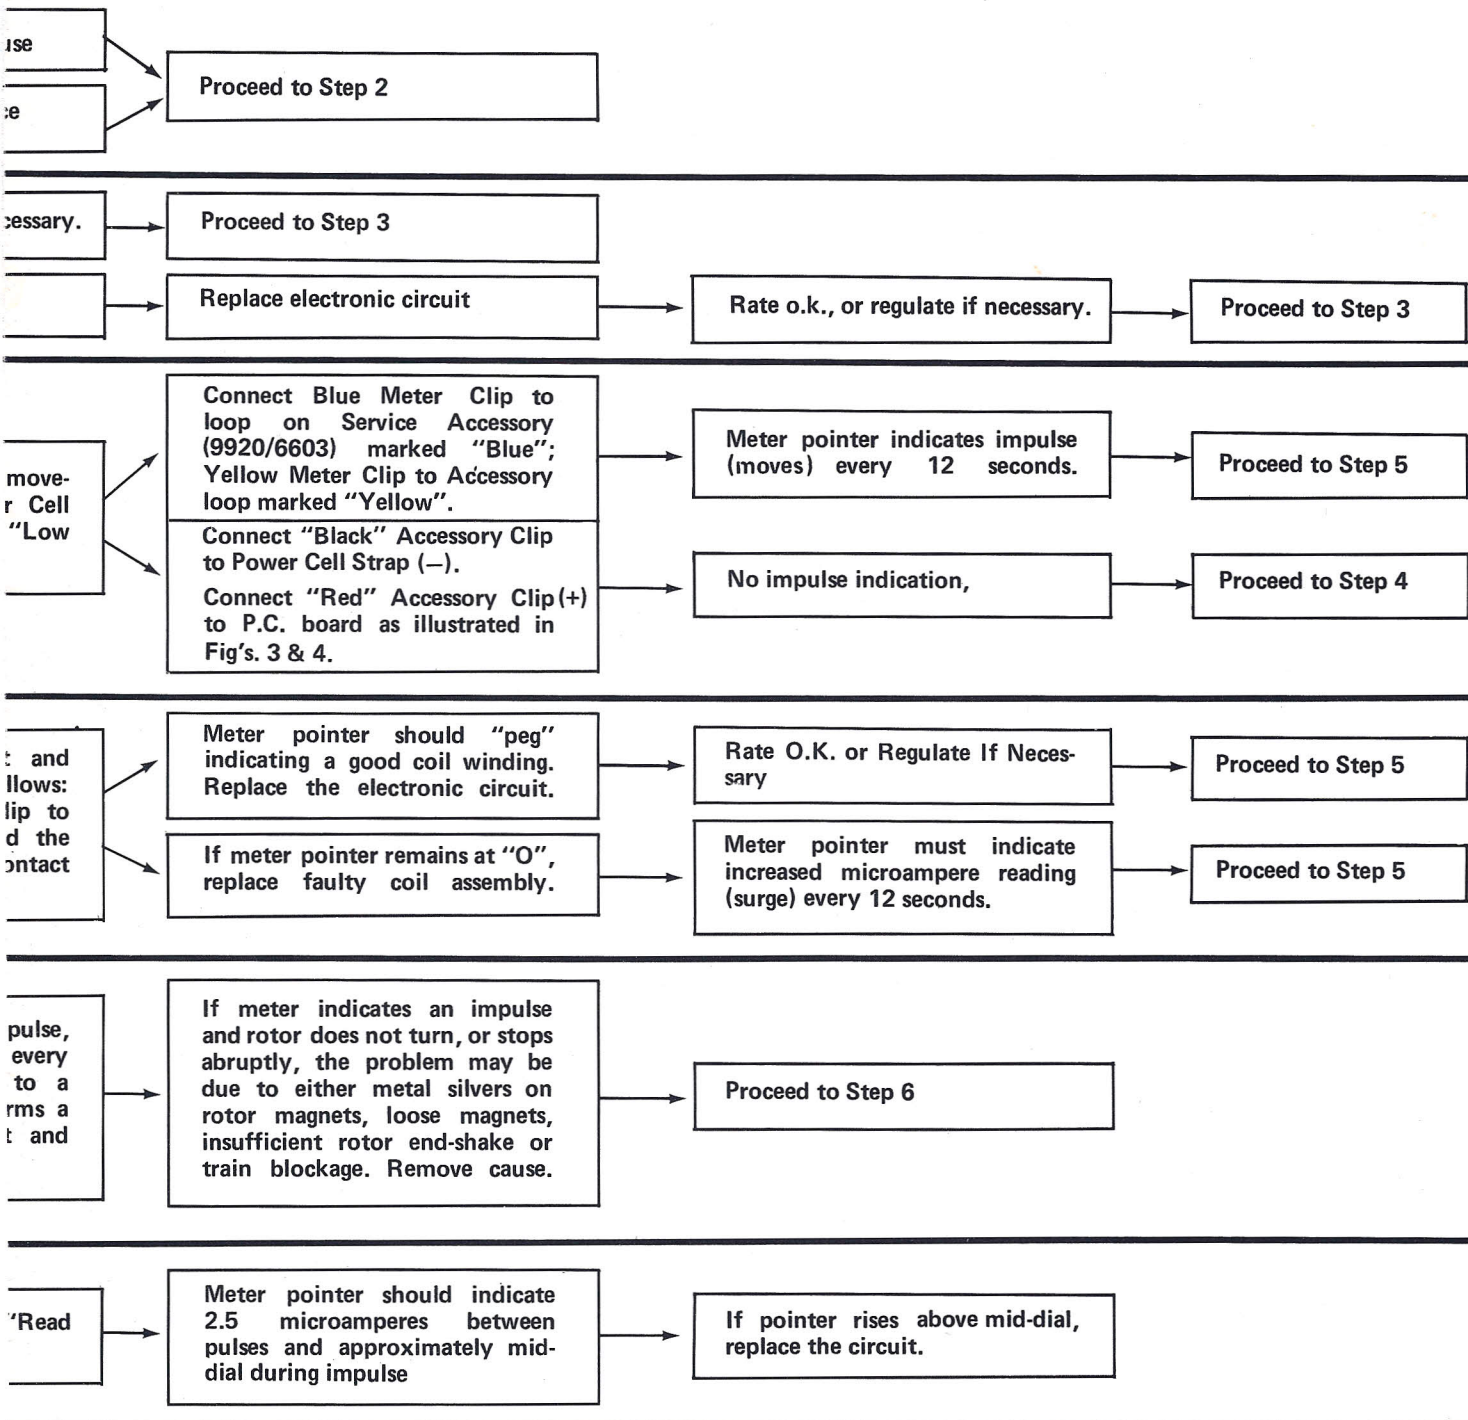 use
Proceed to Step 2
ce
cessary.
Proceed to Step 3
Replace electronic circuit
Rate o.k., or regulate if necessary.
Proceed to Step 3
move-
r Cell
"Low
Connect Blue Meter Clip to
loop on Service Accessory
(9920/6603) marked "Blue";
Yellow Meter Clip to Accessory
loop marked "Yellow".
Connect "Black" Accessory Clip
to Power Cell Strap (—).
Connect "Red" Accessory Clip (+)
to P.C. board as illustrated in
Fig's. 3 & 4.
Meter pointer indicates impulse
(moves) every 12 seconds.
Proceed to Step 5
No impulse indication,
Proceed to Step 4
t and
llows:
lip to
d the
ontact
Meter pointer should "peg"
indicating a good coil winding.
Replace the electronic circuit.
Rate O.K. or Regulate If Neces-
sary
Proceed to Step 5
If meter pointer remains at "O",
replace faulty coil assembly.
Meter pointer must indicate
increased microampere reading
(surge) every 12 seconds.
Proceed to Step 5
pulse,
every
to a
rms a
t and
If meter indicates an impulse
and rotor does not turn, or stops
abruptly, the problem may be
due to either metal silvers on
rotor magnets, loose magnets,
insufficient rotor end-shake or
train blockage. Remove cause.
Proceed to Step 6
"Read
Meter pointer should indicate
2.5 microamperes between
pulses and approximately mid-
dial during impulse
If pointer rises above mid-dial,
replace the circuit.